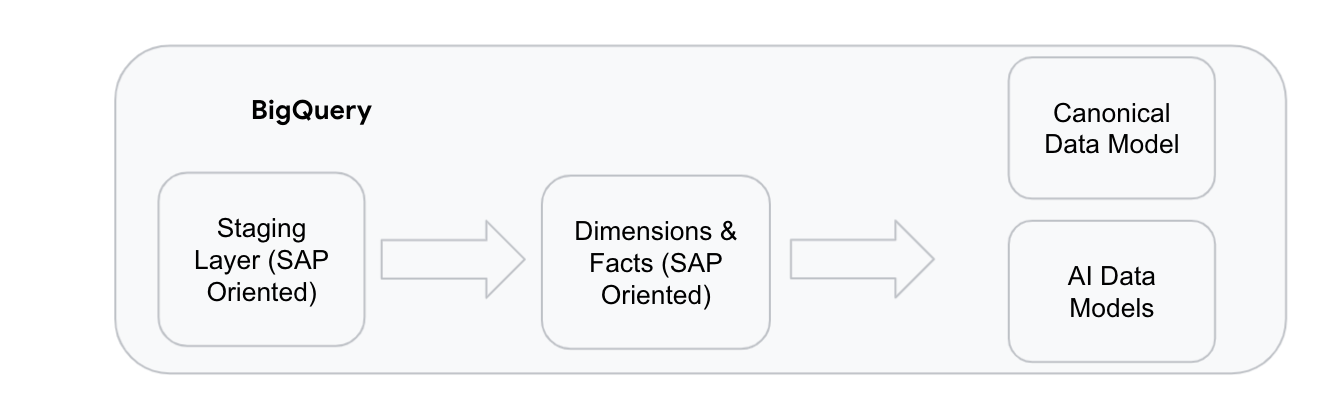 BigQuery
Staging
Layer (SAP
Oriented)
Dimensions &
Facts (SAP
Oriented)
Canonical
Data Model
AI Data
Models